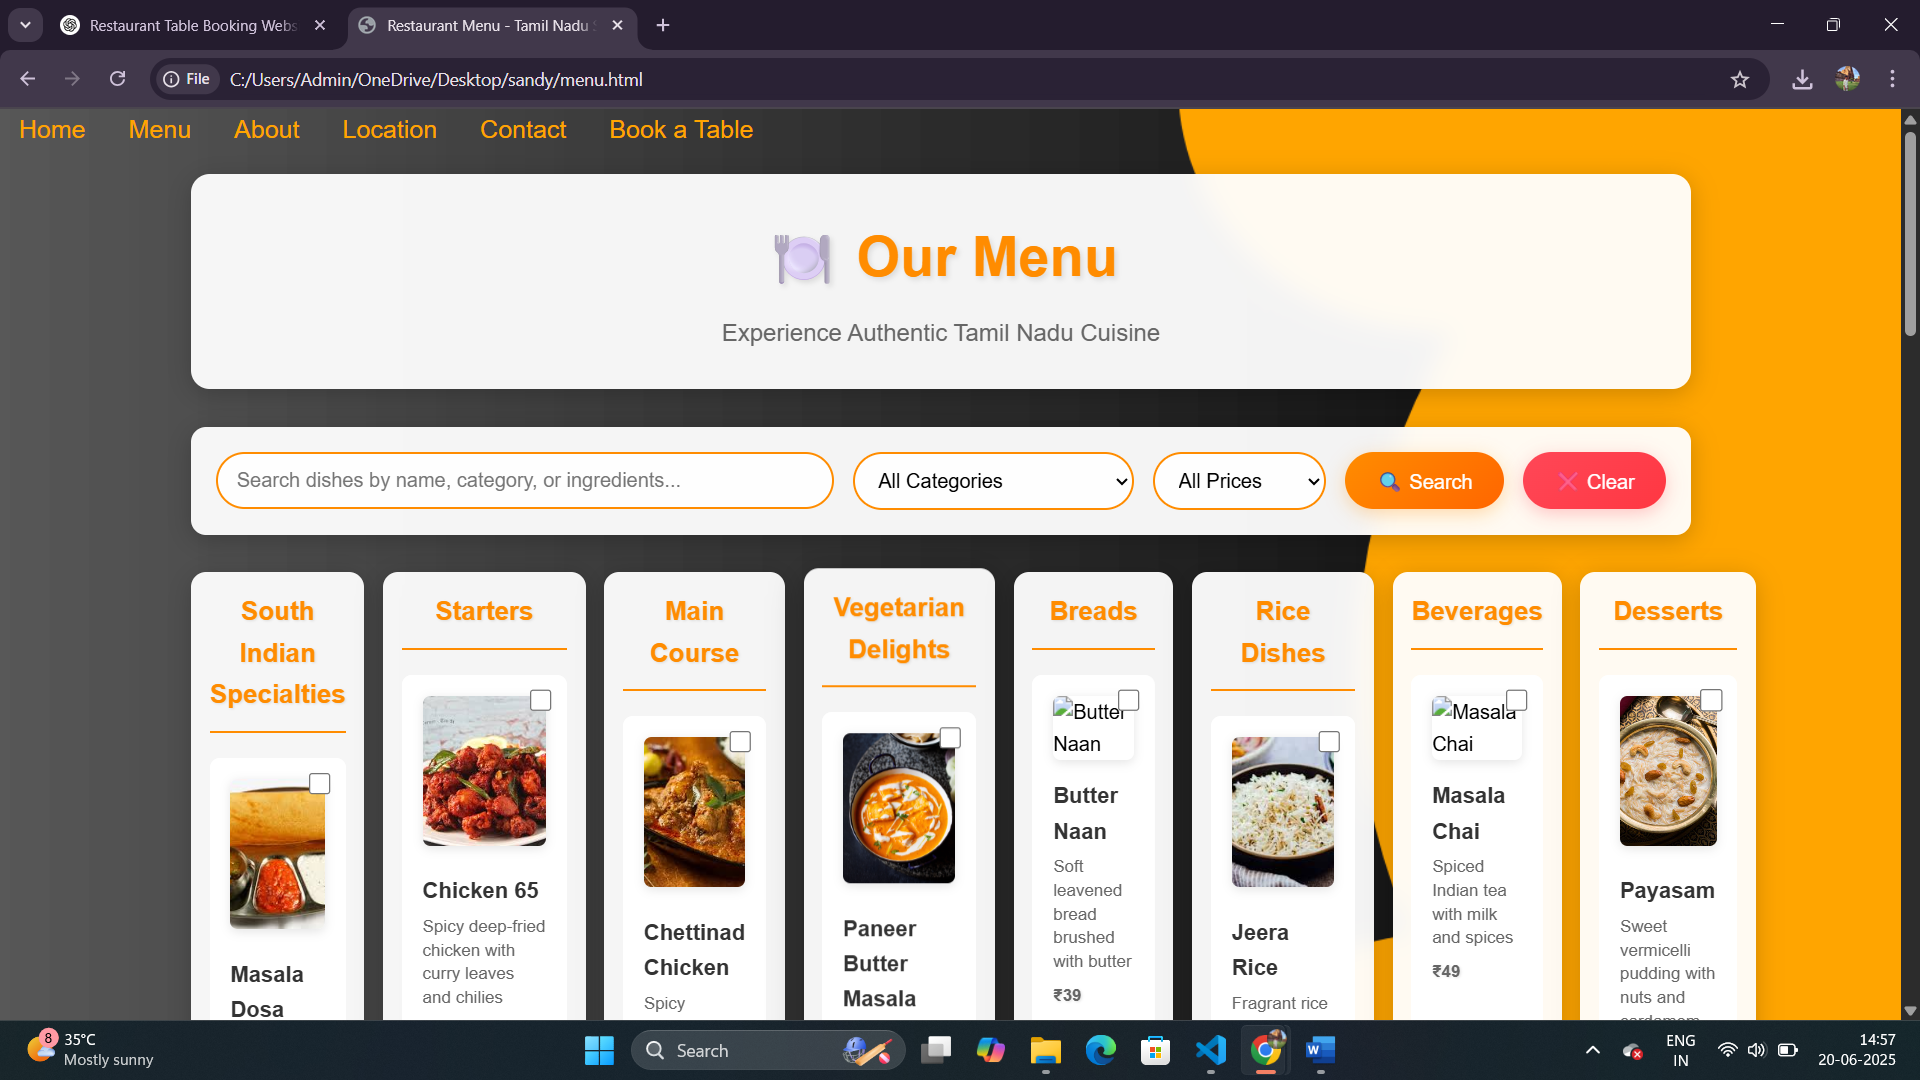 Restaurant Table Booking Webs
Restaurant Menu - Tamil Nadu S
File
C:/Users/Admin/OneDrive/Desktop/sandy/menu.html
Home
Menu
About
Location
Contact
Book a Table
Our Menu
Experience Authentic Tamil Nadu Cuisine
Search dishes by name, category, or ingredients...
All Categories
All Prices
Search
Clear
South
Indian
Specialties
Masala
Dosa
Starters
Chicken 65
Spicy deep-fried
chicken with
curry leaves
and chilies
Main
Course
Chettinad
Chicken
Spicy
Vegetarian
Delights
Paneer
Butter
Masala
Breads
Butter
Naan
Butter
Naan
Soft
leavened
bread
brushed
with butter
₹39
Rice
Dishes
Jeera
Rice
Fragrant rice
Beverages
Masala
Chai
Masala
Chai
Spiced
Indian tea
with milk
and spices
₹49
Desserts
Payasam
Sweet
vermicelli
pudding with
nuts and
cardamom
8
35°C
Mostly sunny
Search
W
ENG
IN
14:57
20-06-2025